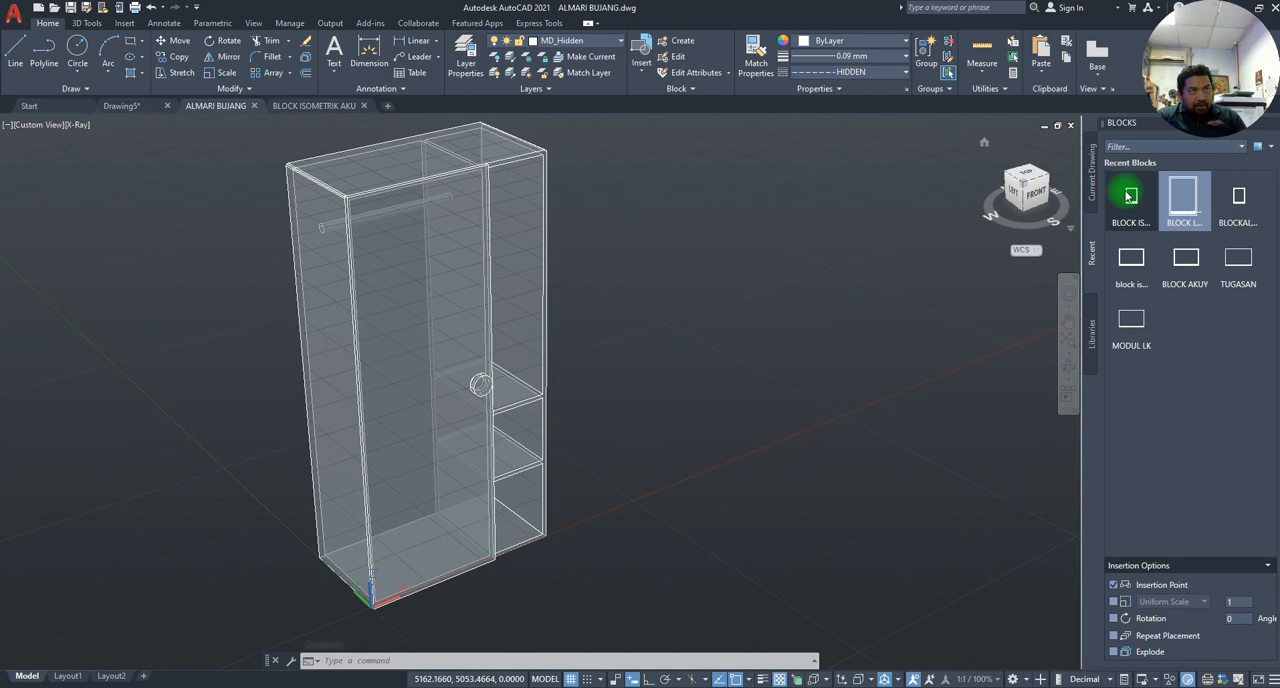 Autodesk AutoCAD 2021 ALMARI BUJANG.dwg
Type a keyword or phrase
Sign In
Home 3D Tools Insert Annotate Parametric View Manage Output Add-ins Collaborate Featured Apps Express Tools
Line Polyline Circle Arc
Move Rotate Trim
Copy Mirror Fillet
Stretch Scale Array
Text Dimension
Linear
Leader
Table
Layer Properties
MD_Hidden
Make Current
Match Layer
Insert
Create
Edit
Edit Attributes
Match Properties
ByLayer
0.09 mm
HIDDEN
Group
Measure
Paste
Base
Draw Modify Annotation Layers Block Properties Groups Utilities Clipboard View
Start Drawing5* ALMARI BUJANG BLOCK ISOMETRIK AKU
[−][Custom View][X-Ray]
TOP
LEFT FRONT
W S E
WCS
BLOCKS
Filter...
Recent Blocks
Current Drawing
Recent
Libraries
BLOCK IS... BLOCK L... BLOCKAL...
block is... BLOCK AKUY TUGASAN
MODUL LK
Insertion Options
Insertion Point
Uniform Scale 1
Rotation 0 Angle
Repeat Placement
Explode
Type a command
Model Layout1 Layout2
5162.1660, 5053.4664, 0.0000 MODEL
1:1 / 100%
Decimal